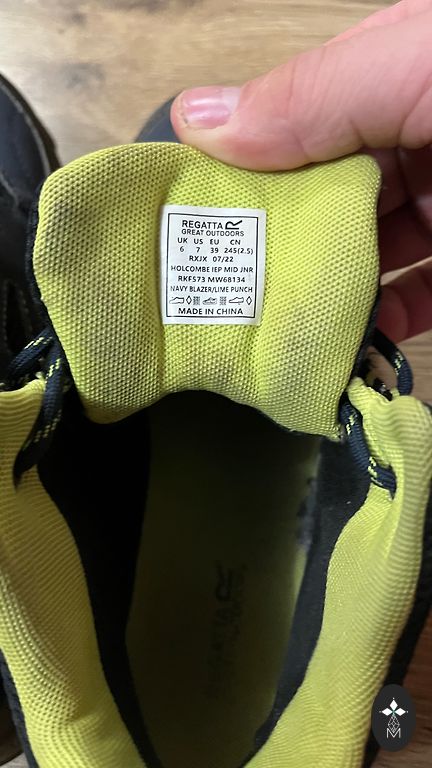 REGATTA
GREAT OUTDOORS
UK US EU CN
6 7 39 245(2.5)
RXJX 07/22
HOLCOMBE IEP MID JNR
RKF573 MW68134
NAVY BLAZER/LIME PUNCH
MADE IN CHINA
REGATTA
M